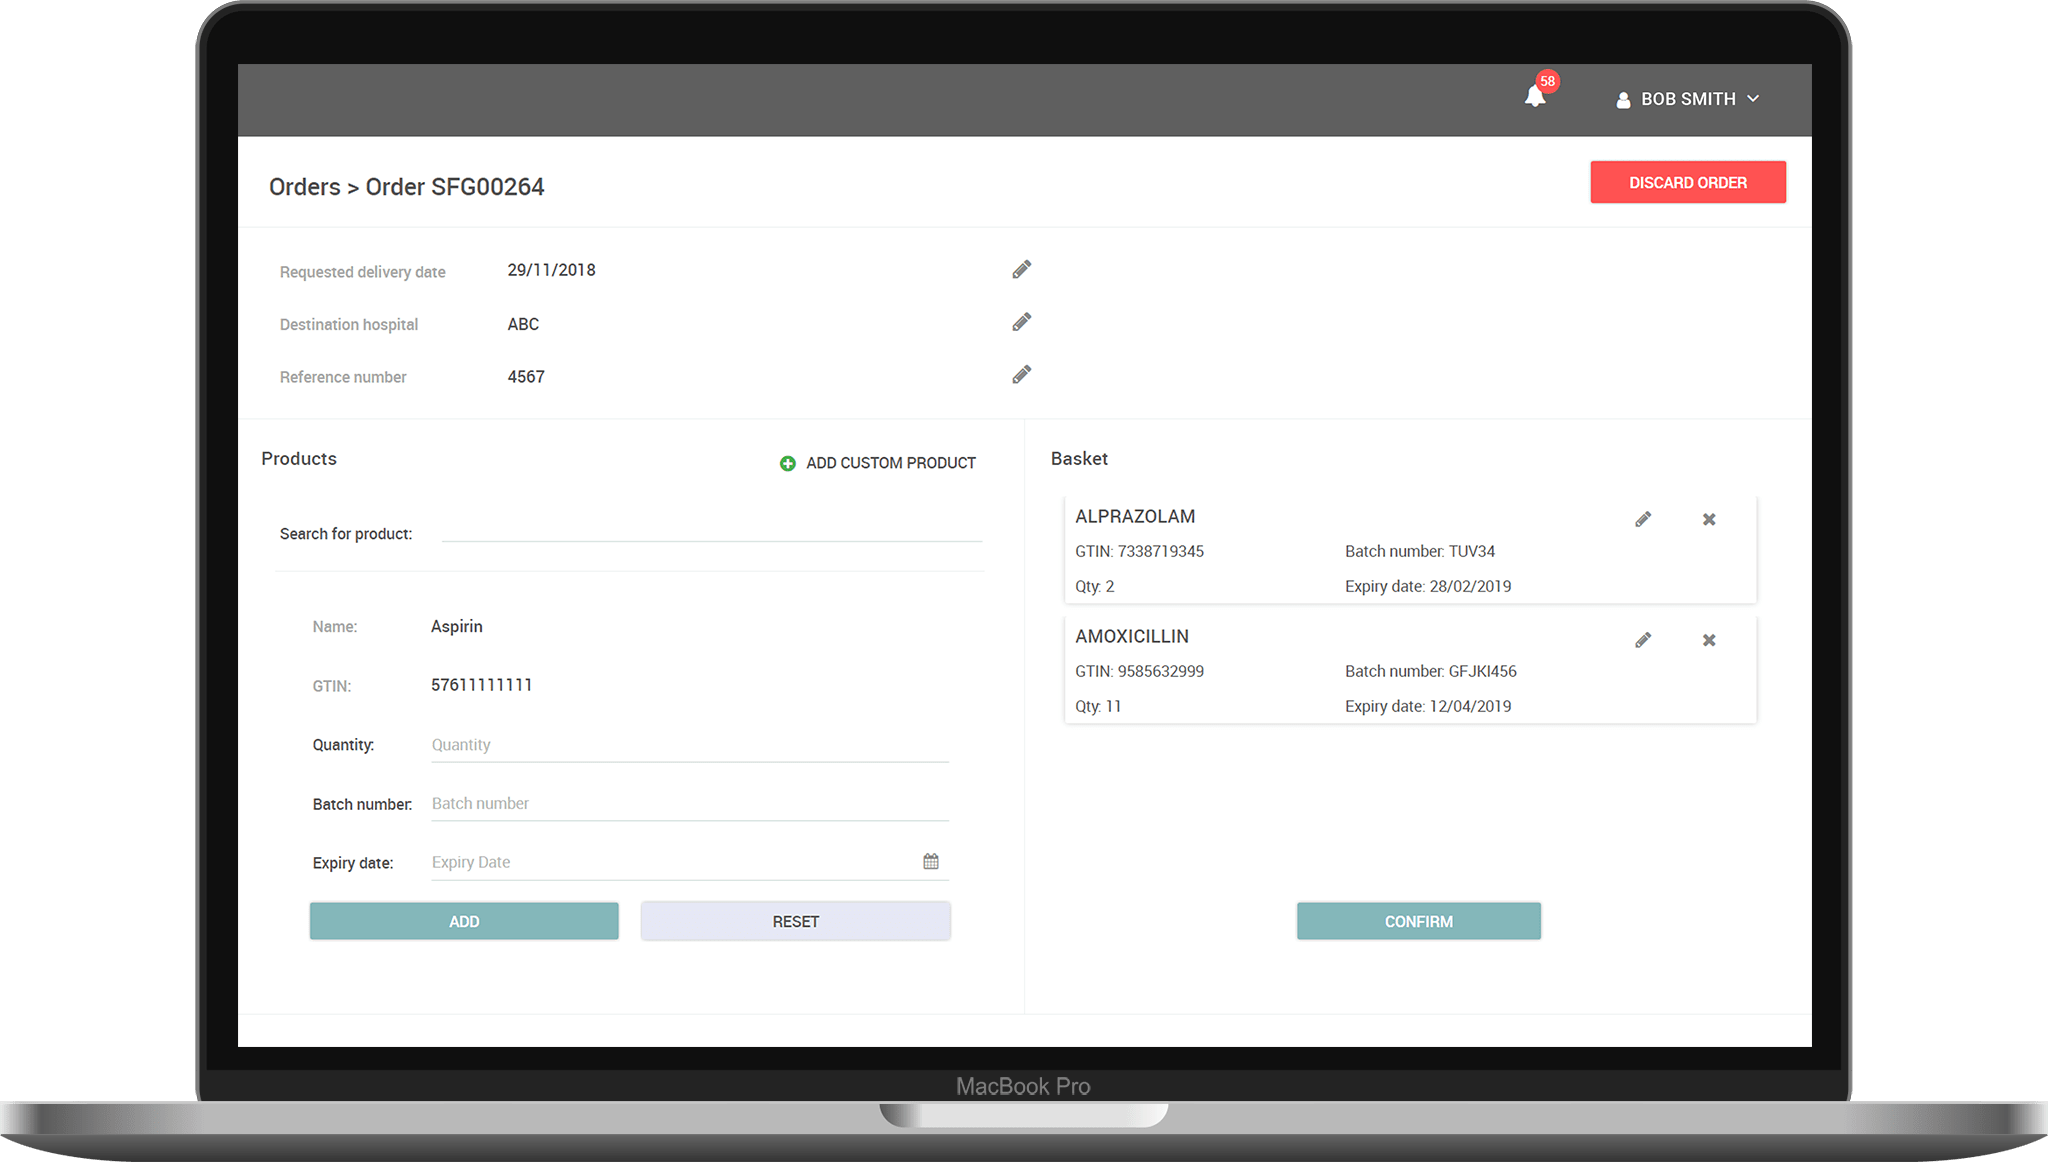 58
BOB SMITH
Orders > Order SFG00264
DISCARD ORDER
Requested delivery date 29/11/2018
Destination hospital ABC
Reference number 4567
Products
ADD CUSTOM PRODUCT
Search for product:
Name: Aspirin
GTIN: 57611111111
Quantity: Quantity
Batch number: Batch number
Expiry date: Expiry Date
ADD
RESET
Basket
ALPRAZOLAM
GTIN: 7338719345 Batch number: TUV34
Qty: 2 Expiry date: 28/02/2019
AMOXICILLIN
GTIN: 9585632999 Batch number: GFJKI456
Qty: 11 Expiry date: 12/04/2019
CONFIRM
MacBook Pro